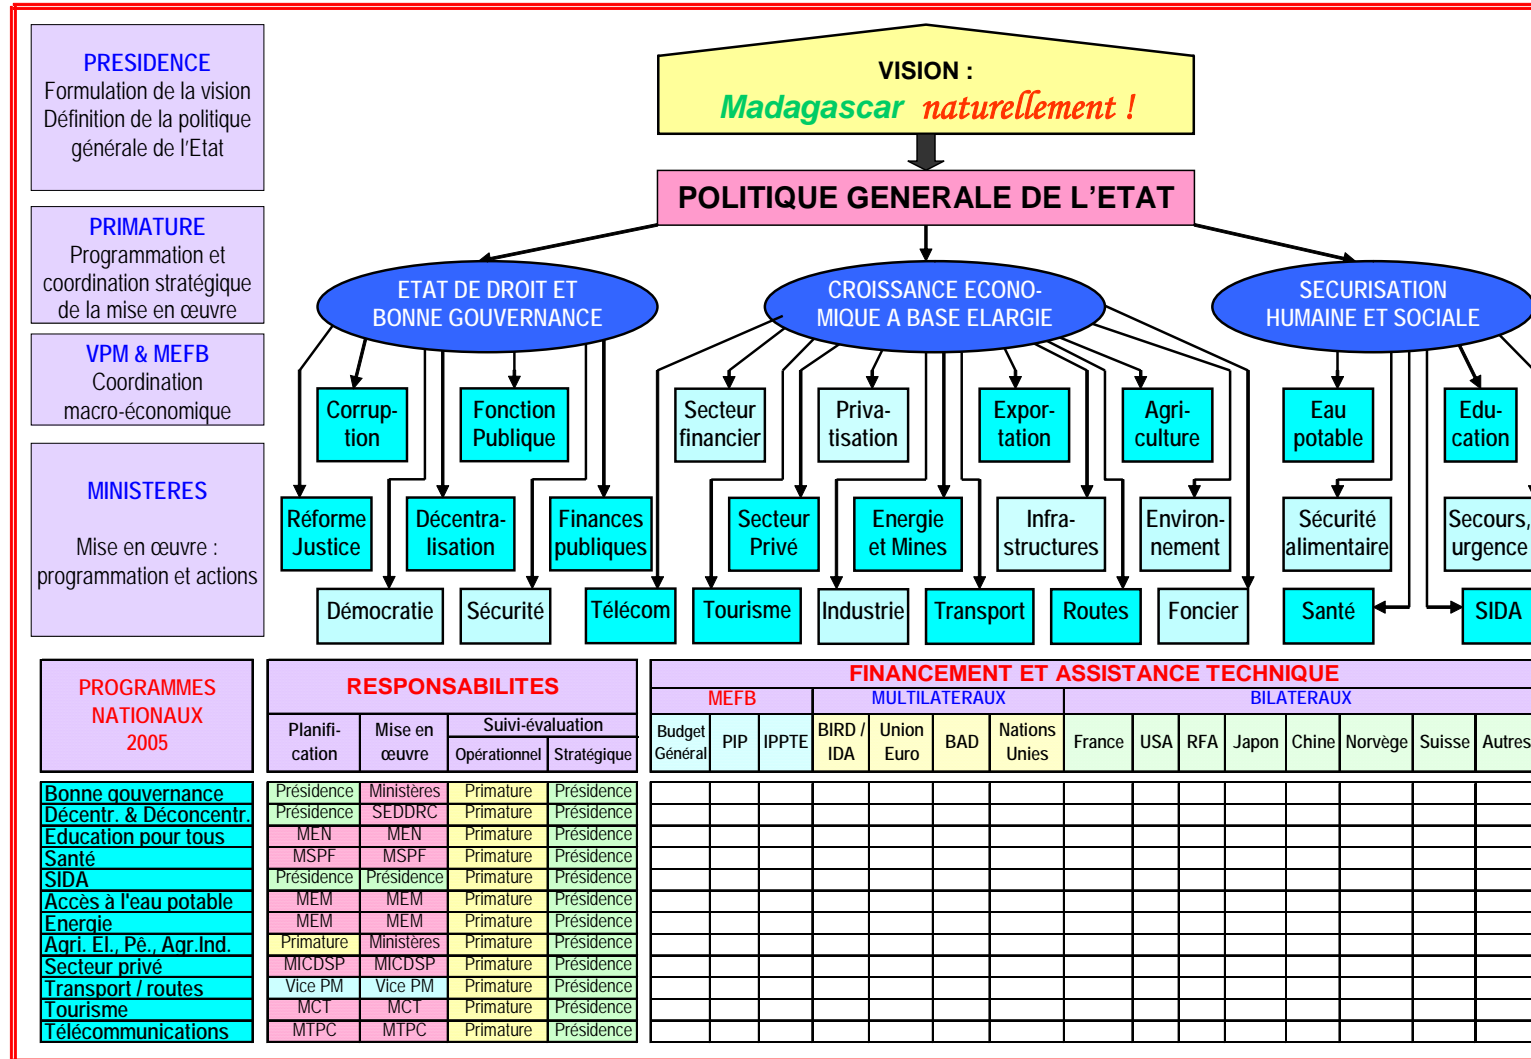 PRESIDENCE
Formulation de la vision
Définition de la politique
générale de l'Etat
PRIMATURE
Programmation et
coordination stratégique
de la mise en œuvre
VPM & MEFB
Coordination
macro-économique
MINISTERES
Mise en œuvre :
programmation et actions
VISION :
Madagascar naturellement !
POLITIQUE GENERALE DE L'ETAT
ETAT DE DROIT ET
BONNE GOUVERNANCE
CROISSANCE ECONO-
MIQUE A BASE ELARGIE
SECURISATION
HUMAINE ET SOCIALE
Corrup-
tion
Fonction
Publique
Secteur
financier
Priva-
tisation
Expor-
tation
Agri-
culture
Eau
potable
Edu-
cation
Réforme
Justice
Décentra-
lisation
Finances
publiques
Secteur
Privé
Energie
et Mines
Infra-
structures
Environ-
nement
Sécurité
alimentaire
Secours,
urgence
Démocratie
Sécurité
Télécom
Tourisme
Industrie
Transport
Routes
Foncier
Santé
SIDA
PROGRAMMES
NATIONAUX
2005
RESPONSABILITES
Planifi-
cation
Mise en
œuvre
Suivi-évaluation
Opérationnel Stratégique
FINANCEMENT ET ASSISTANCE TECHNIQUE
MEFB MULTILATERAUX BILATERAUX
Budget
Général
PIP
IPPTE
BIRD /
IDA
Union
Euro
BAD
Nations
Unies
France USA RFA Japon Chine Norvège Suisse Autres
Bonne gouvernance Présidence Ministères Primature Présidence
Décentr. & Déconcentr. Présidence SEDDRC Primature Présidence
Education pour tous MEN MEN Primature Présidence
Santé MSPF MSPF Primature Présidence
SIDA Présidence Présidence Primature Présidence
Accès à l'eau potable MEM MEM Primature Présidence
Energie MEM MEM Primature Présidence
Agri. El., Pê., Agr.Ind. Primature Ministères Primature Présidence
Secteur privé MICDSP MICDSP Primature Présidence
Transport / routes Vice PM Vice PM Primature Présidence
Tourisme MCT MCT Primature Présidence
Télécommunications MTPC MTPC Primature Présidence